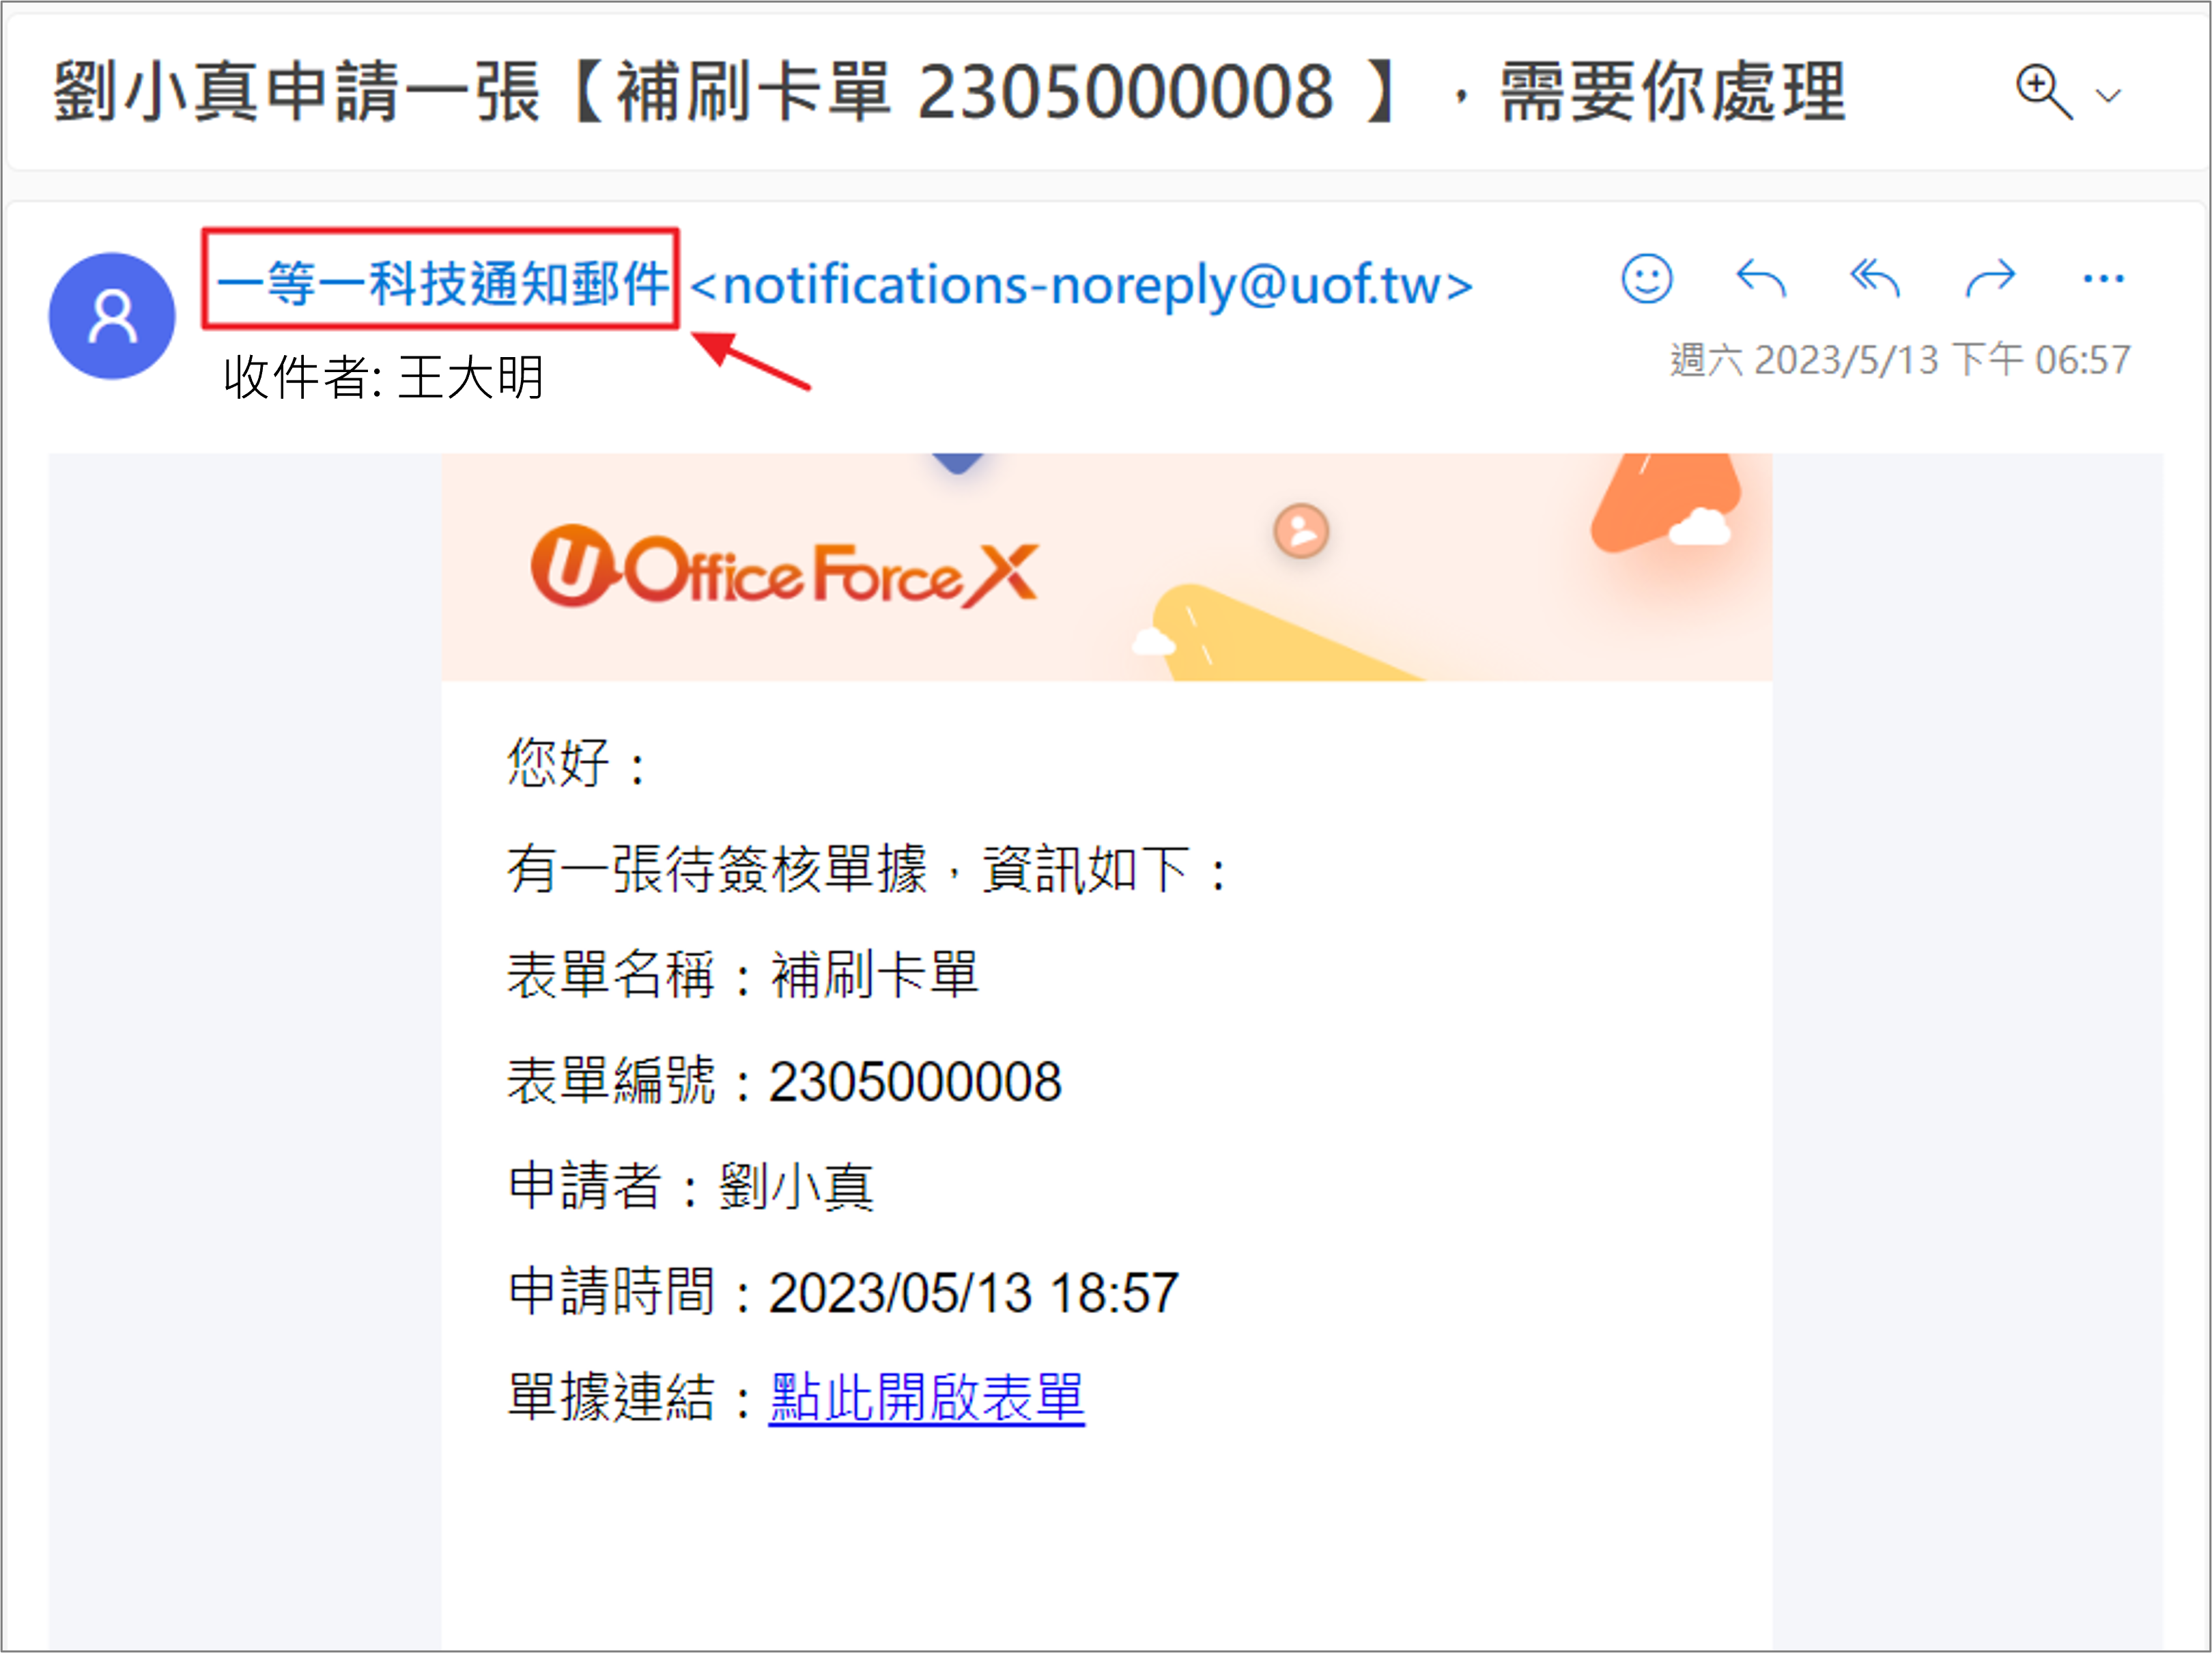 劉小真申請一張【補刷卡單 2305000008 】，需要你處理
一等一科技通知郵件 <notifications-noreply@uof.tw>
收件者: 王大明
週六 2023/5/13 下午 06:57
U Office Force X
您好：
有一張待簽核單據，資訊如下：
表單名稱：補刷卡單
表單編號：2305000008
申請者：劉小真
申請時間：2023/05/13 18:57
單據連結：點此開啟表單